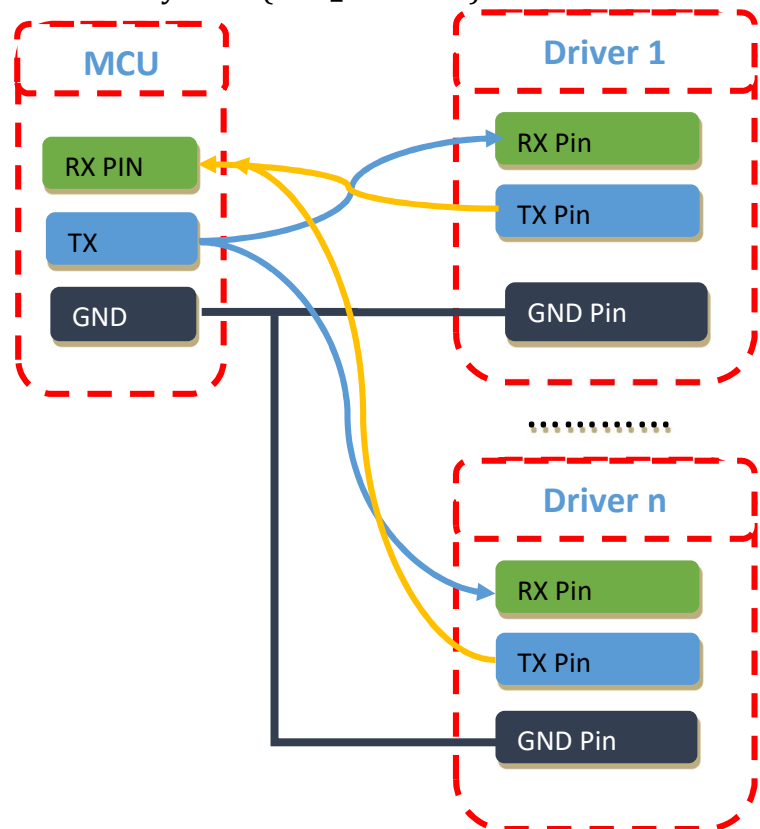 MCU
RX PIN
TX
GND
Driver 1
RX Pin
TX Pin
GND Pin
............
Driver n
RX Pin
TX Pin
GND Pin